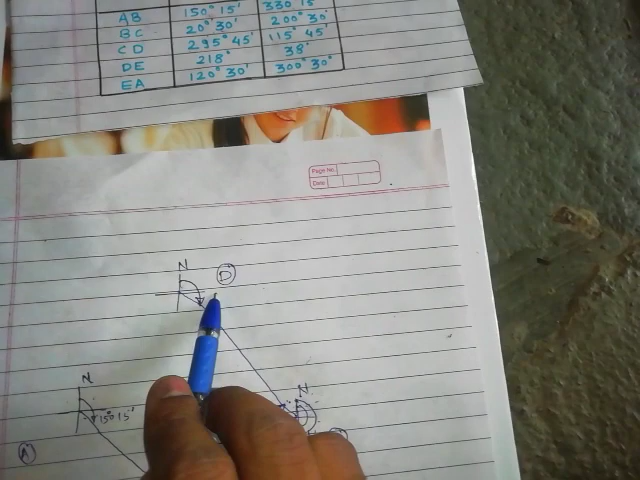 AB 150° 15' 330° 15'
BC 20° 30' 200° 30'
CD 295° 45' 115° 45'
DE 218° 38'
EA 120° 30' 300° 30'
Page No.
Date
N D
N
N
150° 15'
A